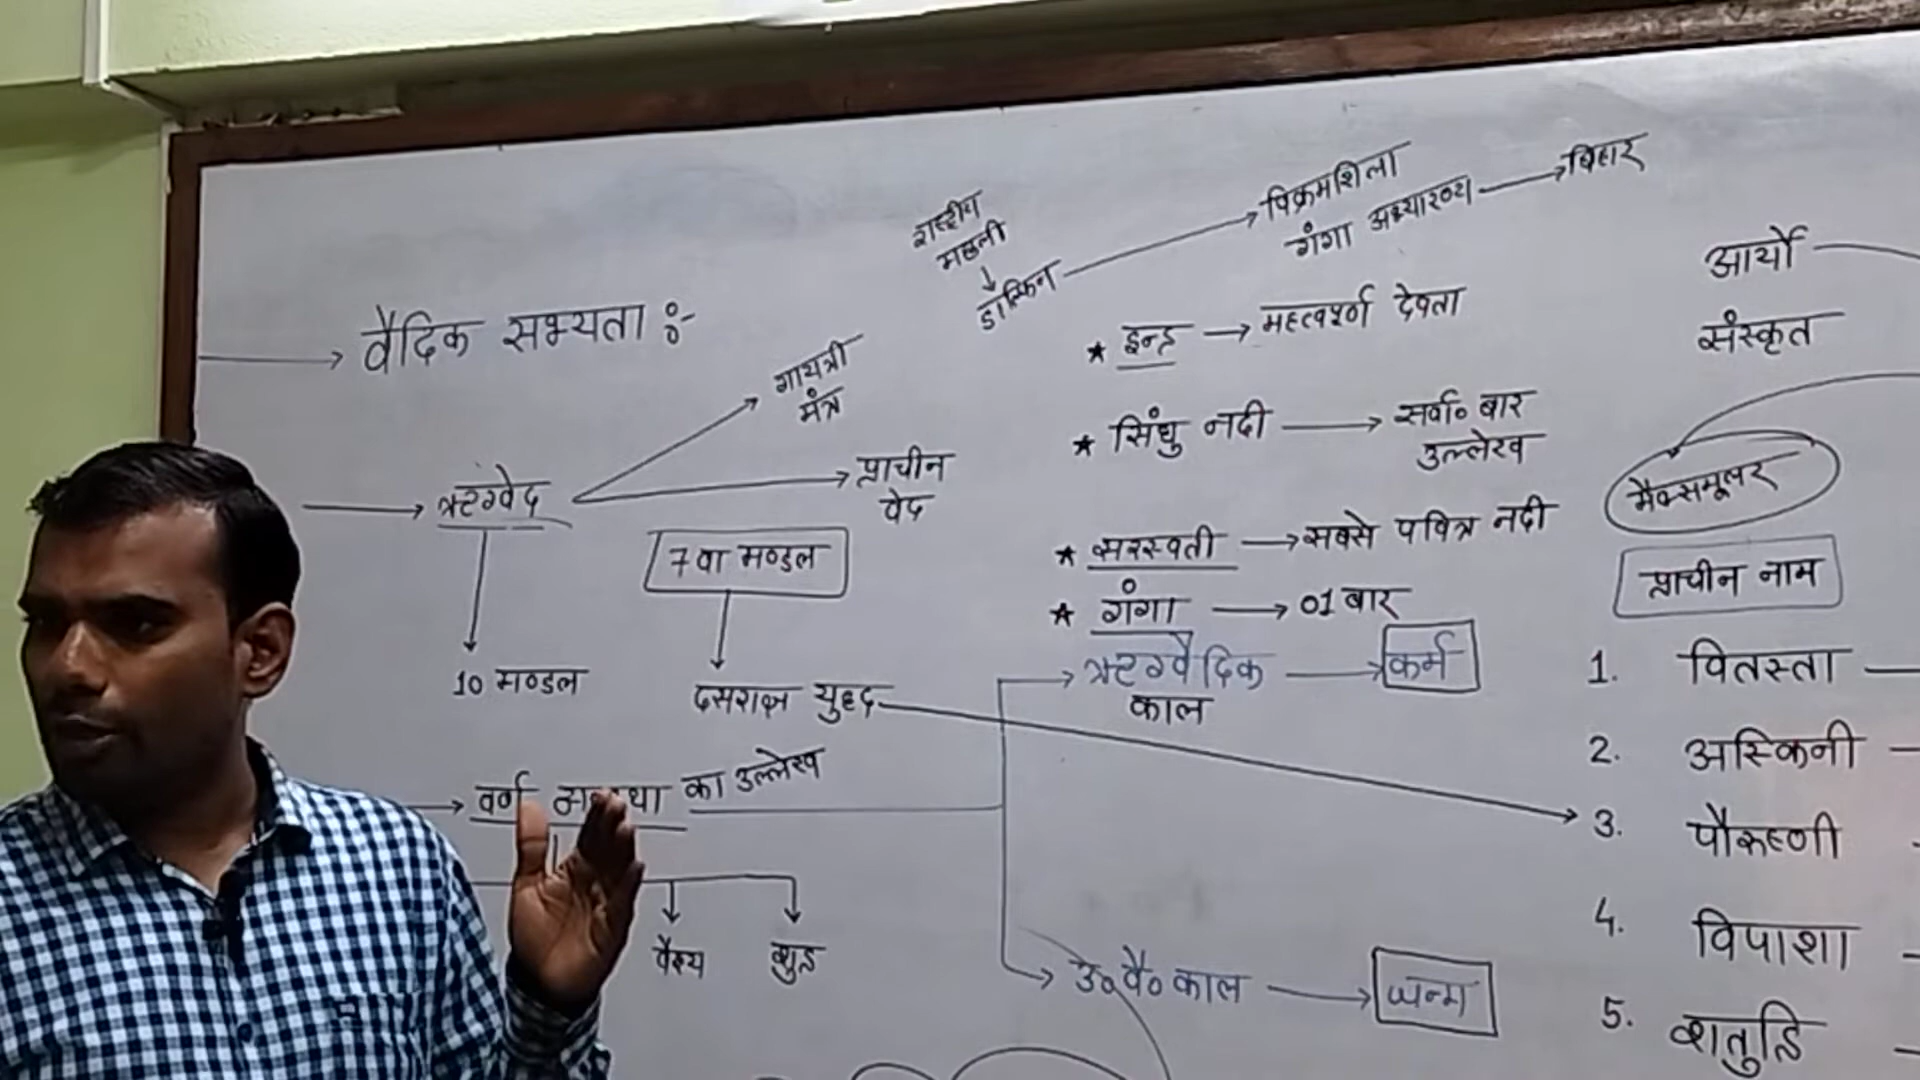 राष्ट्रीय
मछली
डाल्फिन
विक्रमशिला
गंगा अभ्यारण्य
बिहार
वैदिक सभ्यता :-
गायत्री
मंत्र
ऋग्वेद
प्राचीन
वेद
10 मण्डल
7 वा मण्डल
दसराज्ञ युद्ध
वर्ण
का उल्लेख
वैश्य
शुद्र
* इन्द्र → महत्वपूर्ण देवता
* सिंधु नदी → सर्वा० बार
उल्लेख
* सरस्वती → सबसे पवित्र नदी
* गंगा → 01 बार
ऋग्वैदिक → कर्म
काल
उ० वै० काल → जन्म
आर्यो
संस्कृत
मैक्समूलर
प्राचीन नाम
1. वितस्ता
2. अस्किनी
3. पौरूष्णी
4. विपाशा
5. शतुद्रि